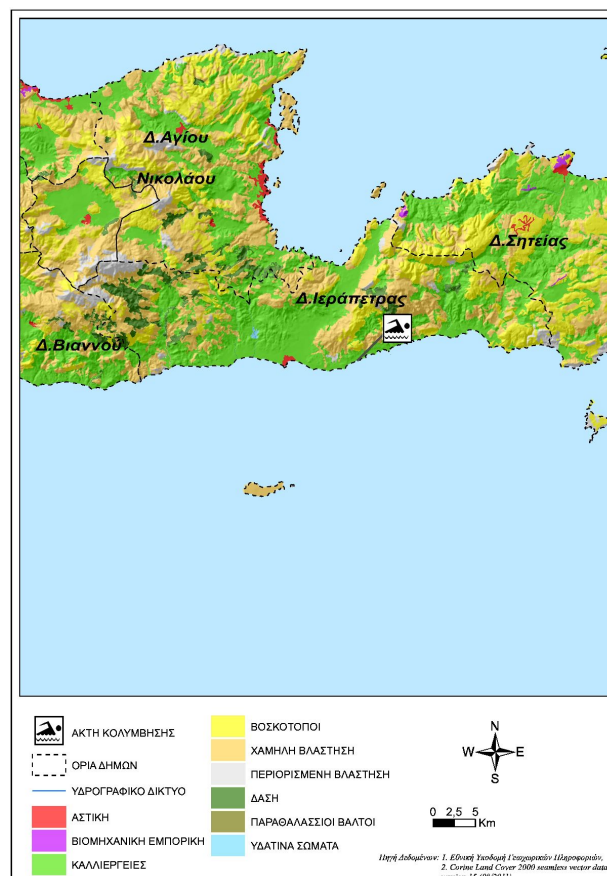 Δ.Αγίου
Νικολάου
Δ.Σητείας
Δ.Ιεράπετρας
Δ.Βιαννού
ΑΚΤΗ ΚΟΛΥΜΒΗΣΗΣ
ΟΡΙΑ ΔΗΜΩΝ
ΥΔΡΟΓΡΑΦΙΚΟ ΔΙΚΤΥΟ
ΑΣΤΙΚΗ
ΒΙΟΜΗΧΑΝΙΚΗ ΕΜΠΟΡΙΚΗ
ΚΑΛΛΙΕΡΓΕΙΕΣ
ΒΟΣΚΟΤΟΠΟΙ
ΧΑΜΗΛΗ ΒΛΑΣΤΗΣΗ
ΠΕΡΙΟΡΙΣΜΕΝΗ ΒΛΑΣΤΗΣΗ
ΔΑΣΗ
ΠΑΡΑΘΑΛΑΣΣΙΟΙ ΒΑΛΤΟΙ
ΥΔΑΤΙΝΑ ΣΩΜΑΤΑ
N
W E
S
0 2,5 5
Km
Πηγή Δεδομένων: 1. Εθνική Υποδομή Γεωχωρικών Πληροφοριών,
2. Corine Land Cover 2000 seamless vector data